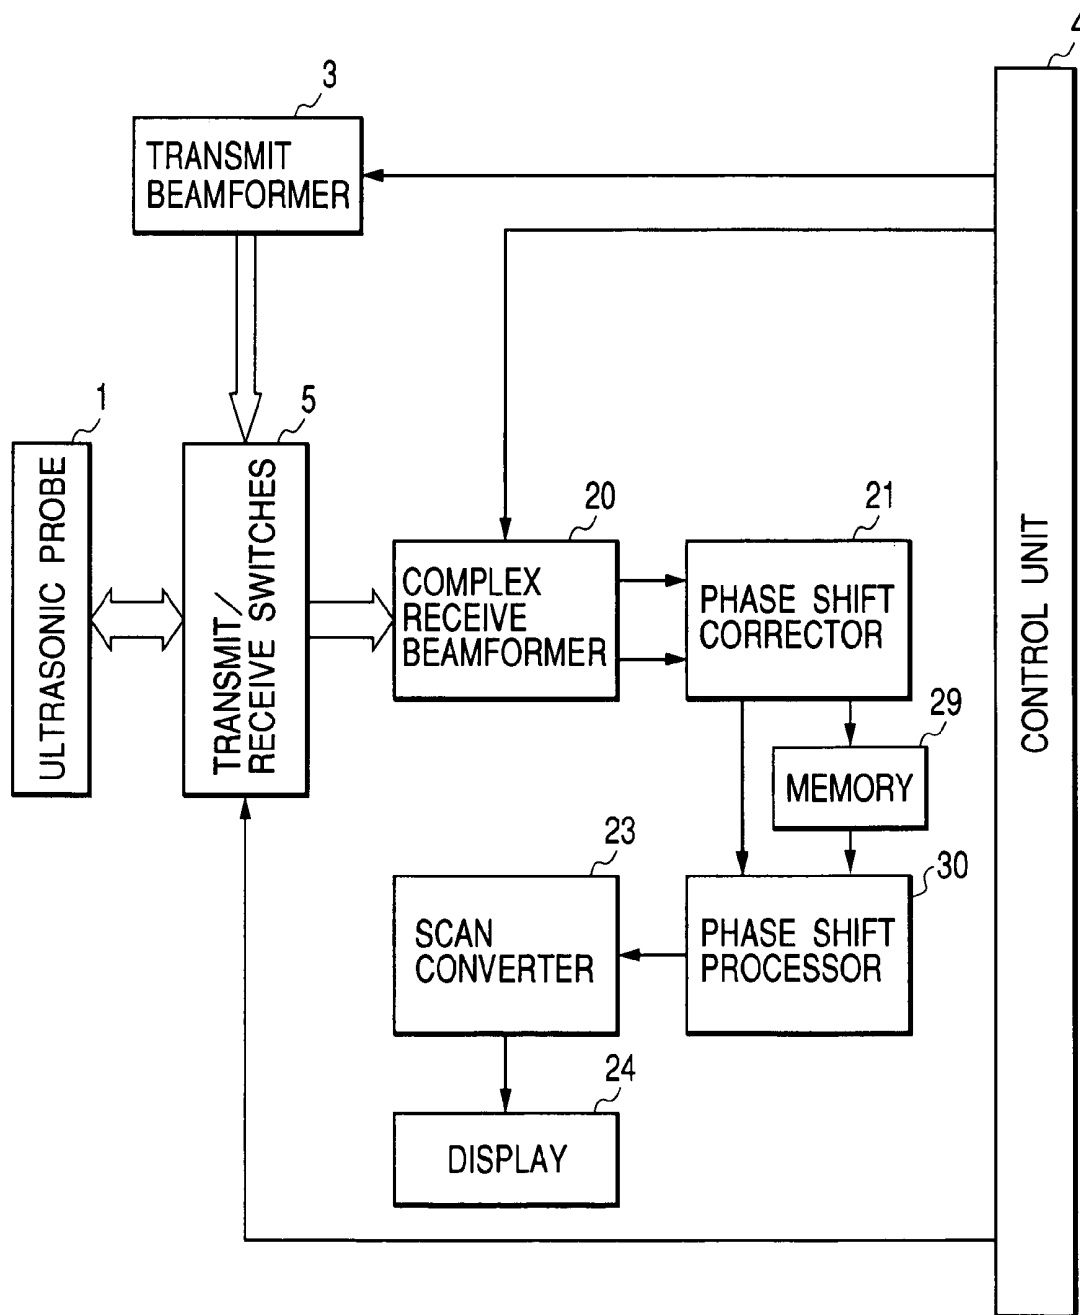 4
3
TRANSMIT
BEAMFORMER
1
ULTRASONIC PROBE
5
TRANSMIT/
RECEIVE SWITCHES
20
COMPLEX
RECEIVE
BEAMFORMER
21
PHASE SHIFT
CORRECTOR
CONTROL UNIT
29
MEMORY
23
SCAN
CONVERTER
30
PHASE SHIFT
PROCESSOR
24
DISPLAY